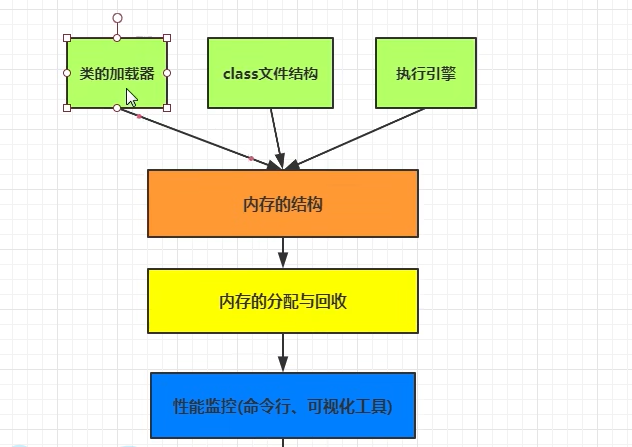 类的加载器
class文件结构
执行引擎
内存的结构
内存的分配与回收
性能监控(命令行、可视化工具)